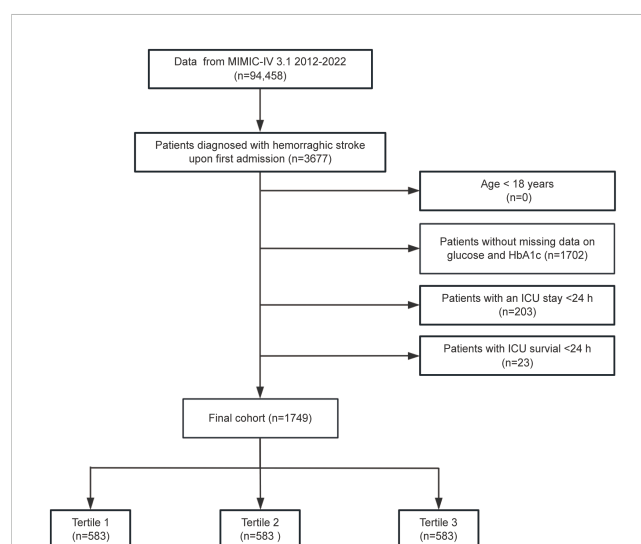 Data from MIMIC-IV 3.1 2012-2022
(n=94,458)
Patients diagnosed with hemorraghic stroke
upon first admission (n=3677)
Age < 18 years
(n=0)
Patients without missing data on
glucose and HbA1c (n=1702)
Patients with an ICU stay <24 h
(n=203)
Patients with ICU survial <24 h
(n=23)
Final cohort (n=1749)
Tertile 1
(n=583)
Tertile 2
(n=583 )
Tertile 3
(n=583)